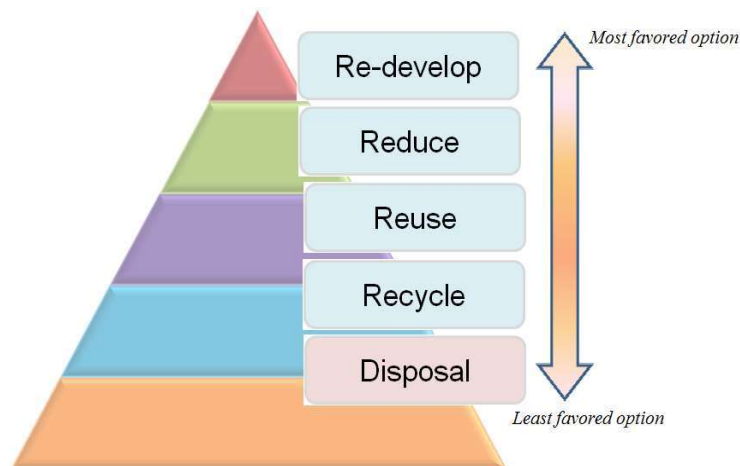 Most favored option
Re-develop
Reduce
Reuse
Recycle
Disposal
Least favored option